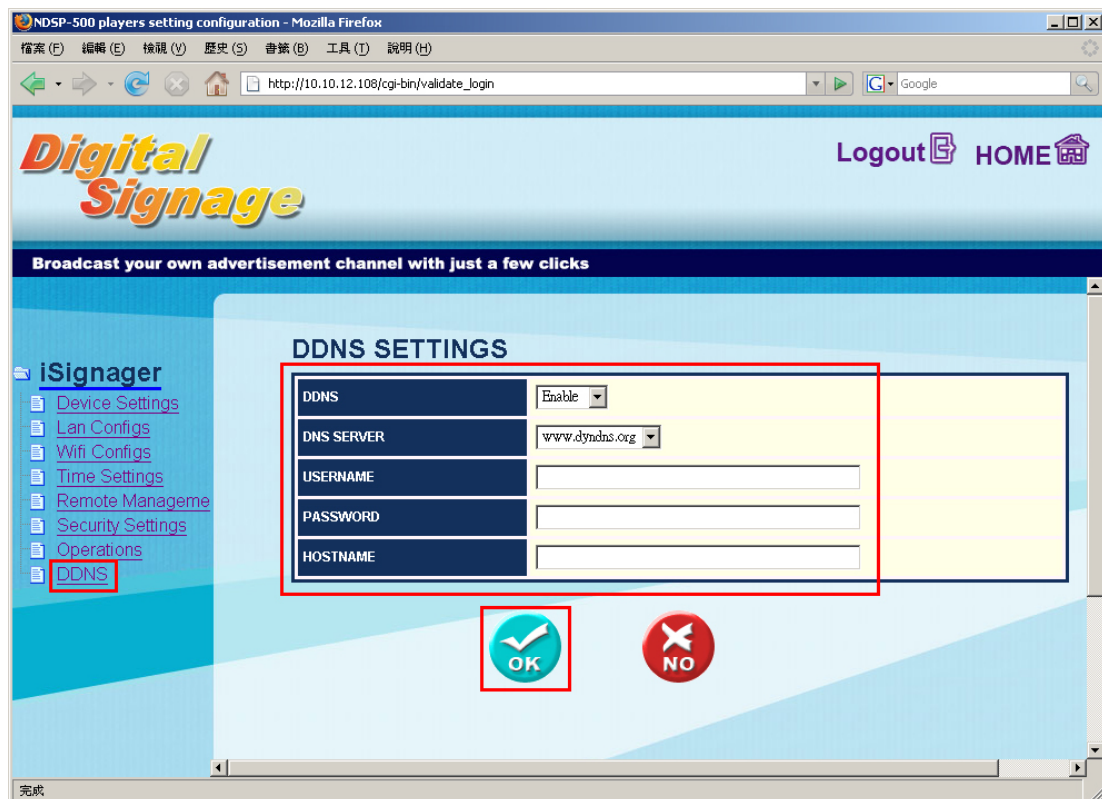 NDSP-500 players setting configuration - Mozilla Firefox
檔案(F) 編輯(E) 檢視(V) 歷史(S) 書籤(B) 工具(T) 說明(H)
http://10.10.12.108/cgi-bin/validate_login
G Google
Digital
Signage
Logout HOME
Broadcast your own advertisement channel with just a few clicks
iSignager
Device Settings
Lan Configs
Wifi Configs
Time Settings
Remote Manageme
Security Settings
Operations
DDNS
DDNS SETTINGS
DDNS Enable
DNS SERVER www.dyndns.org
USERNAME
PASSWORD
HOSTNAME
OK NO
完成